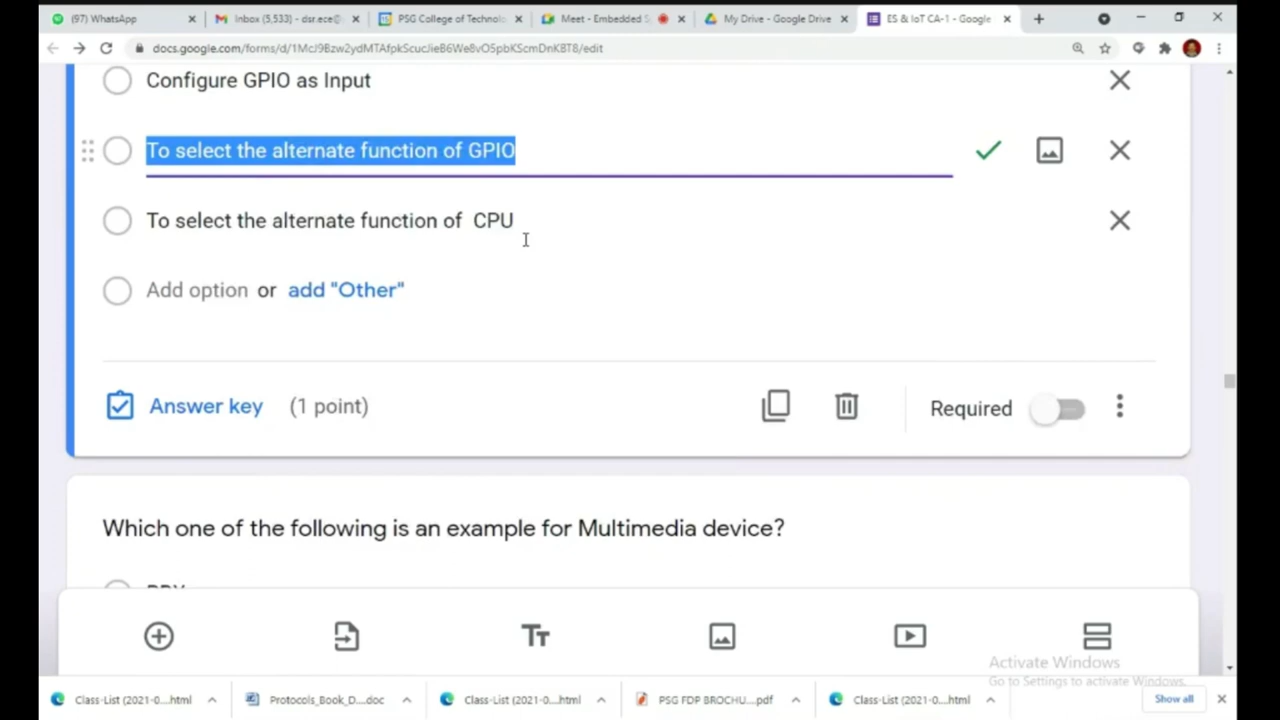 (97) WhatsApp
Inbox (5,533) - dsr.ece@
PSG College of Technolo
Meet - Embedded S
My Drive - Google Drive
ES & IoT CA-1 - Google
docs.google.com/forms/d/1McJ9Bzw2ydMTAfpkScucJieB6We8vO5pbKScmDnKBT8/edit
Configure GPIO as Input
To select the alternate function of GPIO
To select the alternate function of CPU
Add option or add "Other"
Answer key (1 point)
Required
Which one of the following is an example for Multimedia device?
Tт
Activate Windows
Go to Settings to activate Windows.
Class-List (2021-0....html
Protocols_Book_D....doc
Class-List (2021-0....html
PSG FDP BROCHU....pdf
Class-List (2021-0....html
Show all